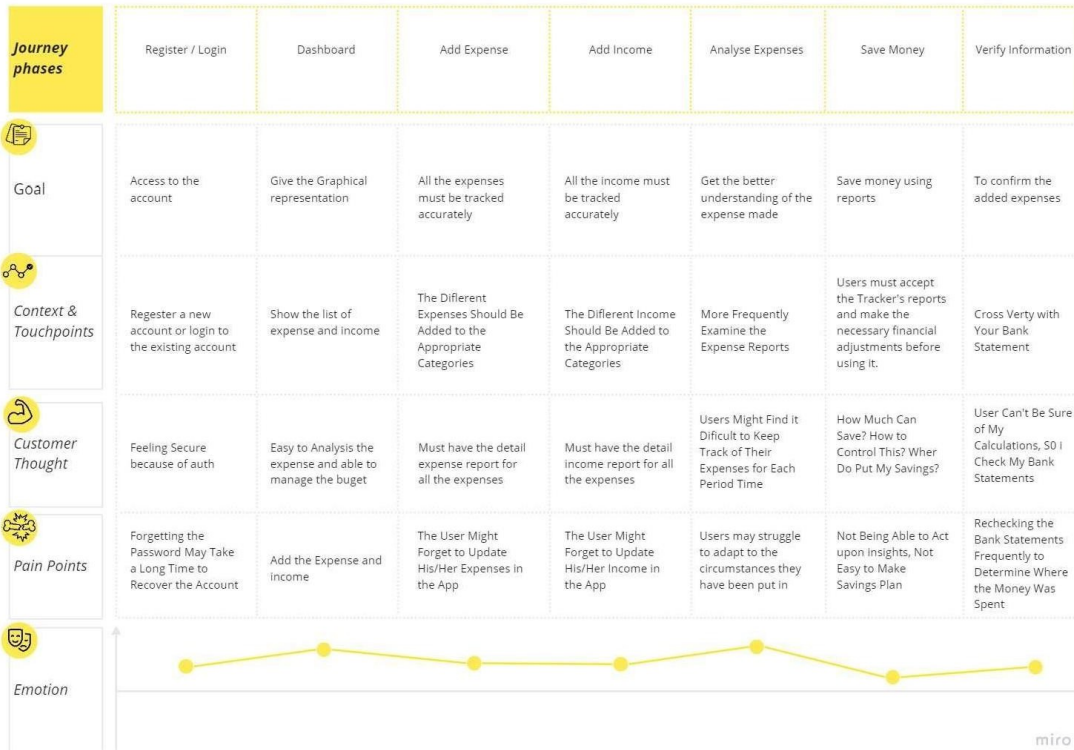 Journey
phases
Register / Login
Dashboard
Add Expense
Add Income
Analyse Expenses
Save Money
Verify Information
Goal
Access to the
account
Give the Graphical
representation
All the expenses
must be tracked
accurately
All the income must
be tracked
accurately
Get the better
understanding of the
expense made
Save money using
reports
To confirm the
added expenses
Context &
Touchpoints
Regester a new
account or login to
the existing account
Show the list of
expense and income
The Diflerent
Expenses Should Be
Added to the
Appropriate
Categories
The Diflerent Income
Should Be Added to
the Appropriate
Categories
More Frequently
Examine the
Expense Reports
Users must accept
the Tracker's reports
and make the
necessary financial
adjustments before
using it.
Cross Verty with
Your Bank
Statement
Customer
Thought
Feeling Secure
because of auth
Easy to Analysis the
expense and able to
manage the buget
Must have the detail
expense report for
all the expenses
Must have the detail
income report for all
the expenses
Users Might Find it
Dificult to Keep
Track of Their
Expenses for Each
Period Time
How Much Can
Save? How to
Control This? Wher
Do Put My Savings?
User Can't Be Sure
of My
Calculations, S0 I
Check My Bank
Statements
Pain Points
Forgetting the
Password May Take
a Long Time to
Recover the Account
Add the Expense and
income
The User Might
Forget to Update
His/Her Expenses in
the App
The User Might
Forget to Update
His/Her Income in
the App
Users may struggle
to adapt to the
circumstances they
have been put in
Not Being Able to Act
upon insights, Not
Easy to Make
Savings Plan
Rechecking the
Bank Statements
Frequently to
Determine Where
the Money Was
Spent
Emotion
miro